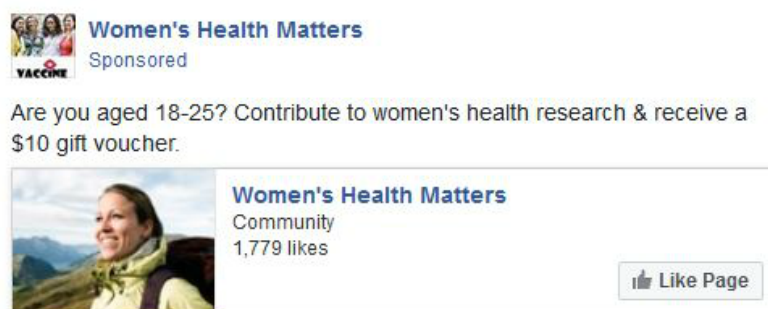 Women's Health Matters
Sponsored
VACCINE
Are you aged 18-25? Contribute to women's health research & receive a
$10 gift voucher.
Women's Health Matters
Community
1,779 likes
Like Page